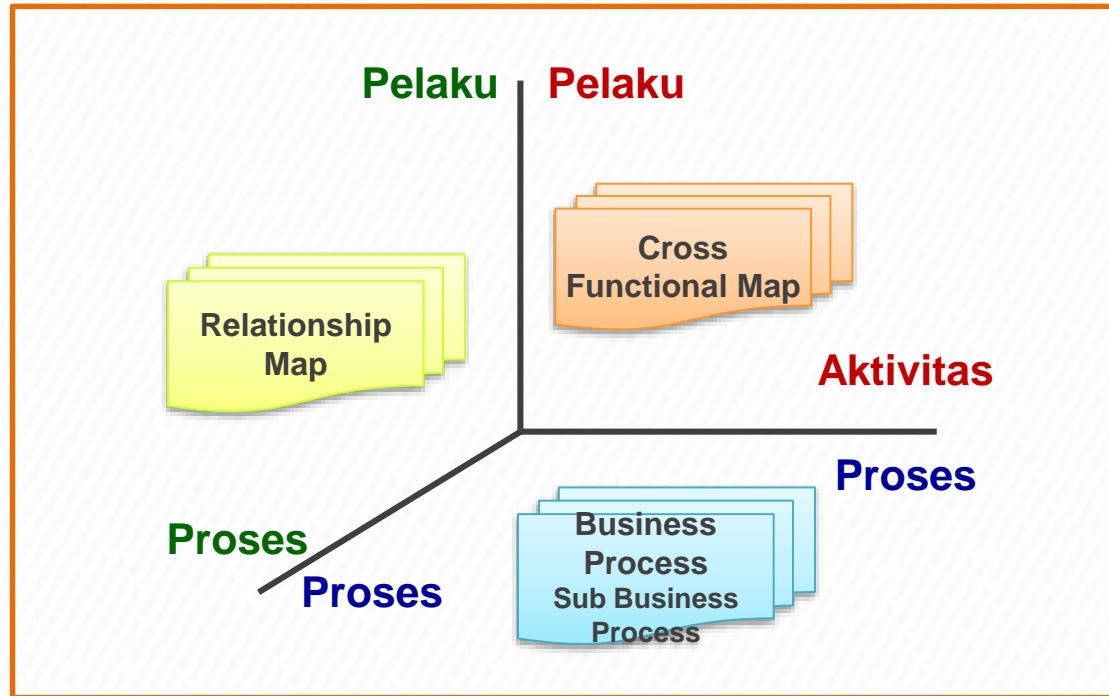 Pelaku
Pelaku
Cross
Functional Map
Relationship
Map
Aktivitas
Proses
Business
Process
Sub Business
Process
Proses
Proses